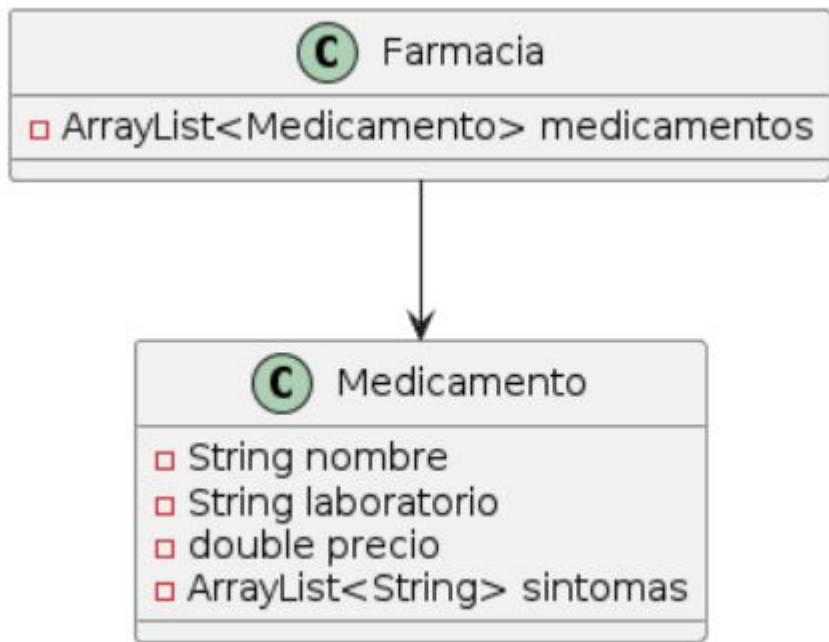 C Farmacia
ArrayList<Medicamento> medicamentos
C Medicamento
String nombre
String laboratorio
double precio
ArrayList<String> sintomas